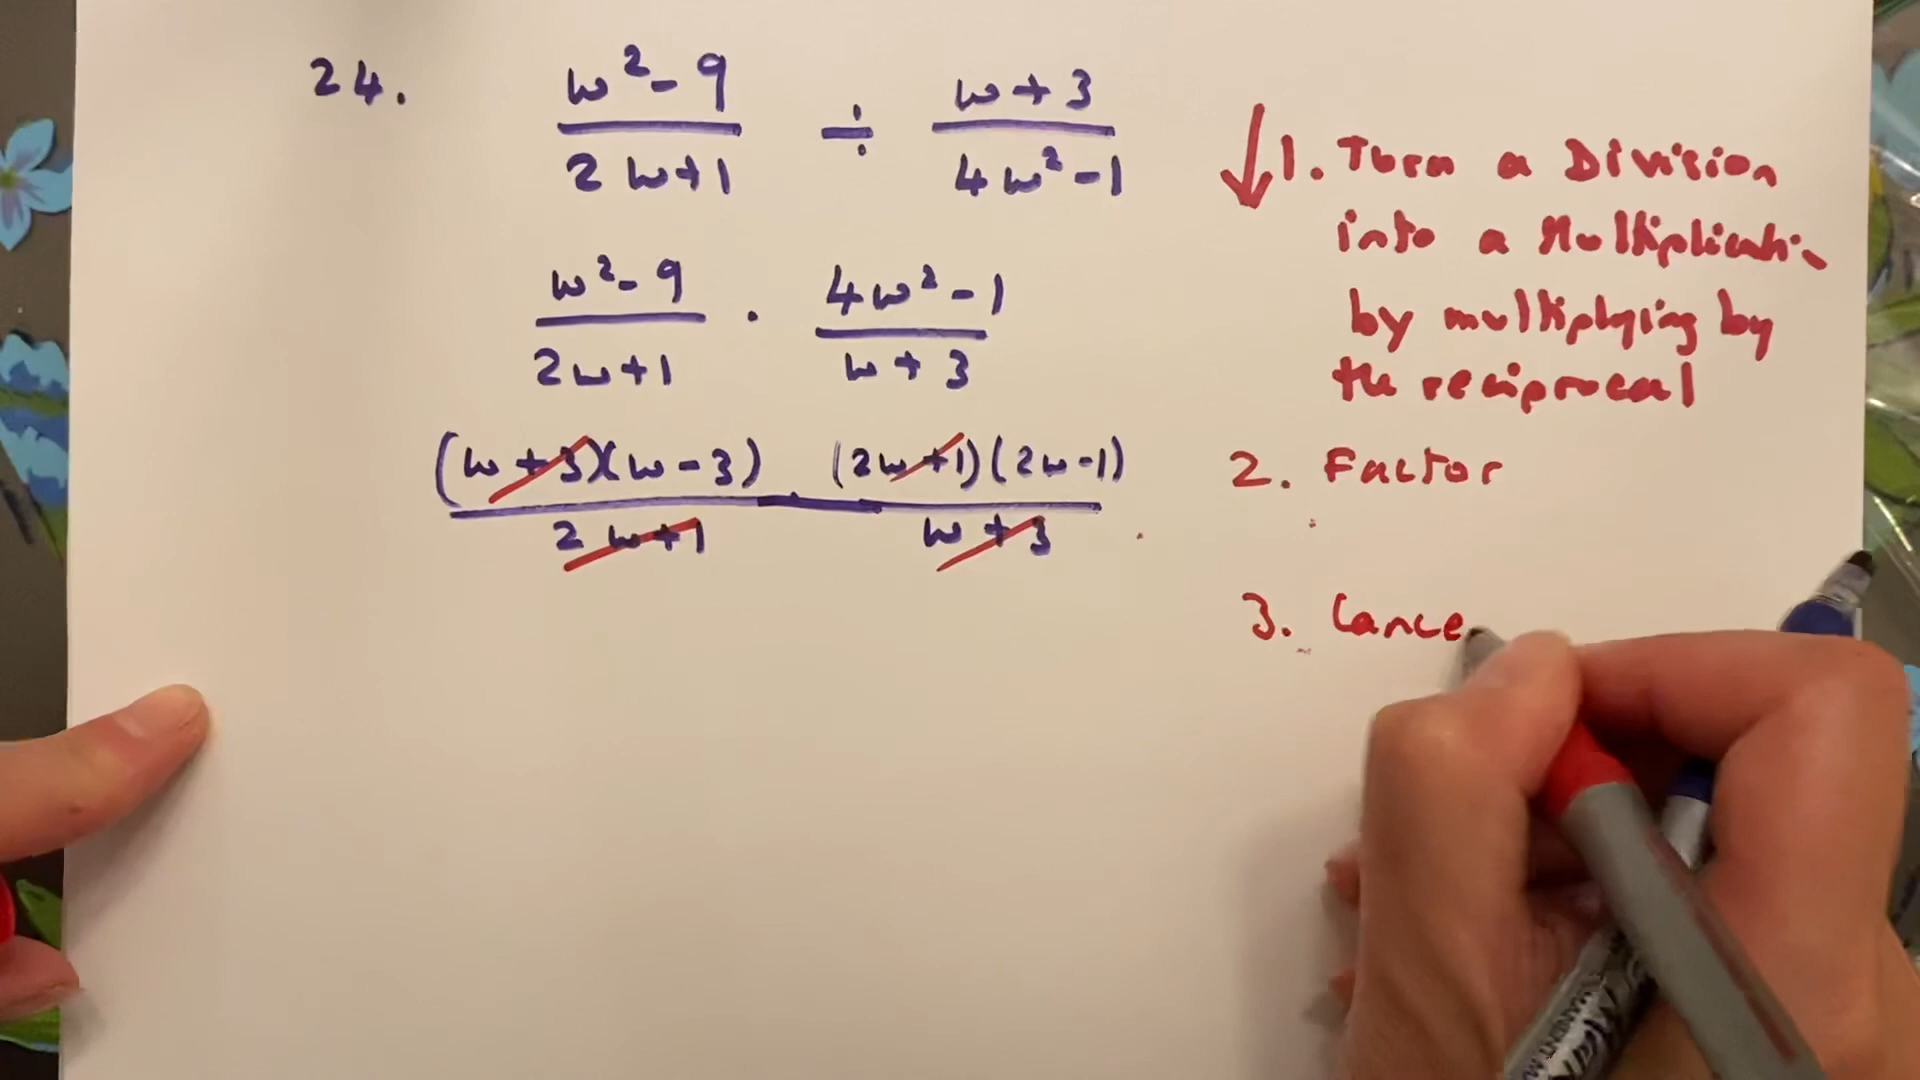 24. w² - 9 / 2w+1 ÷ w + 3 / 4w² - 1
w² - 9 / 2w+1 · 4w² - 1 / w + 3
(w + 3)(w - 3) / 2w+1 · (2w+1)(2w-1) / w + 3
1. Turn a Division
into a Multiplication
by multiplying by
the reciprocal
2. Factor
3. Cance